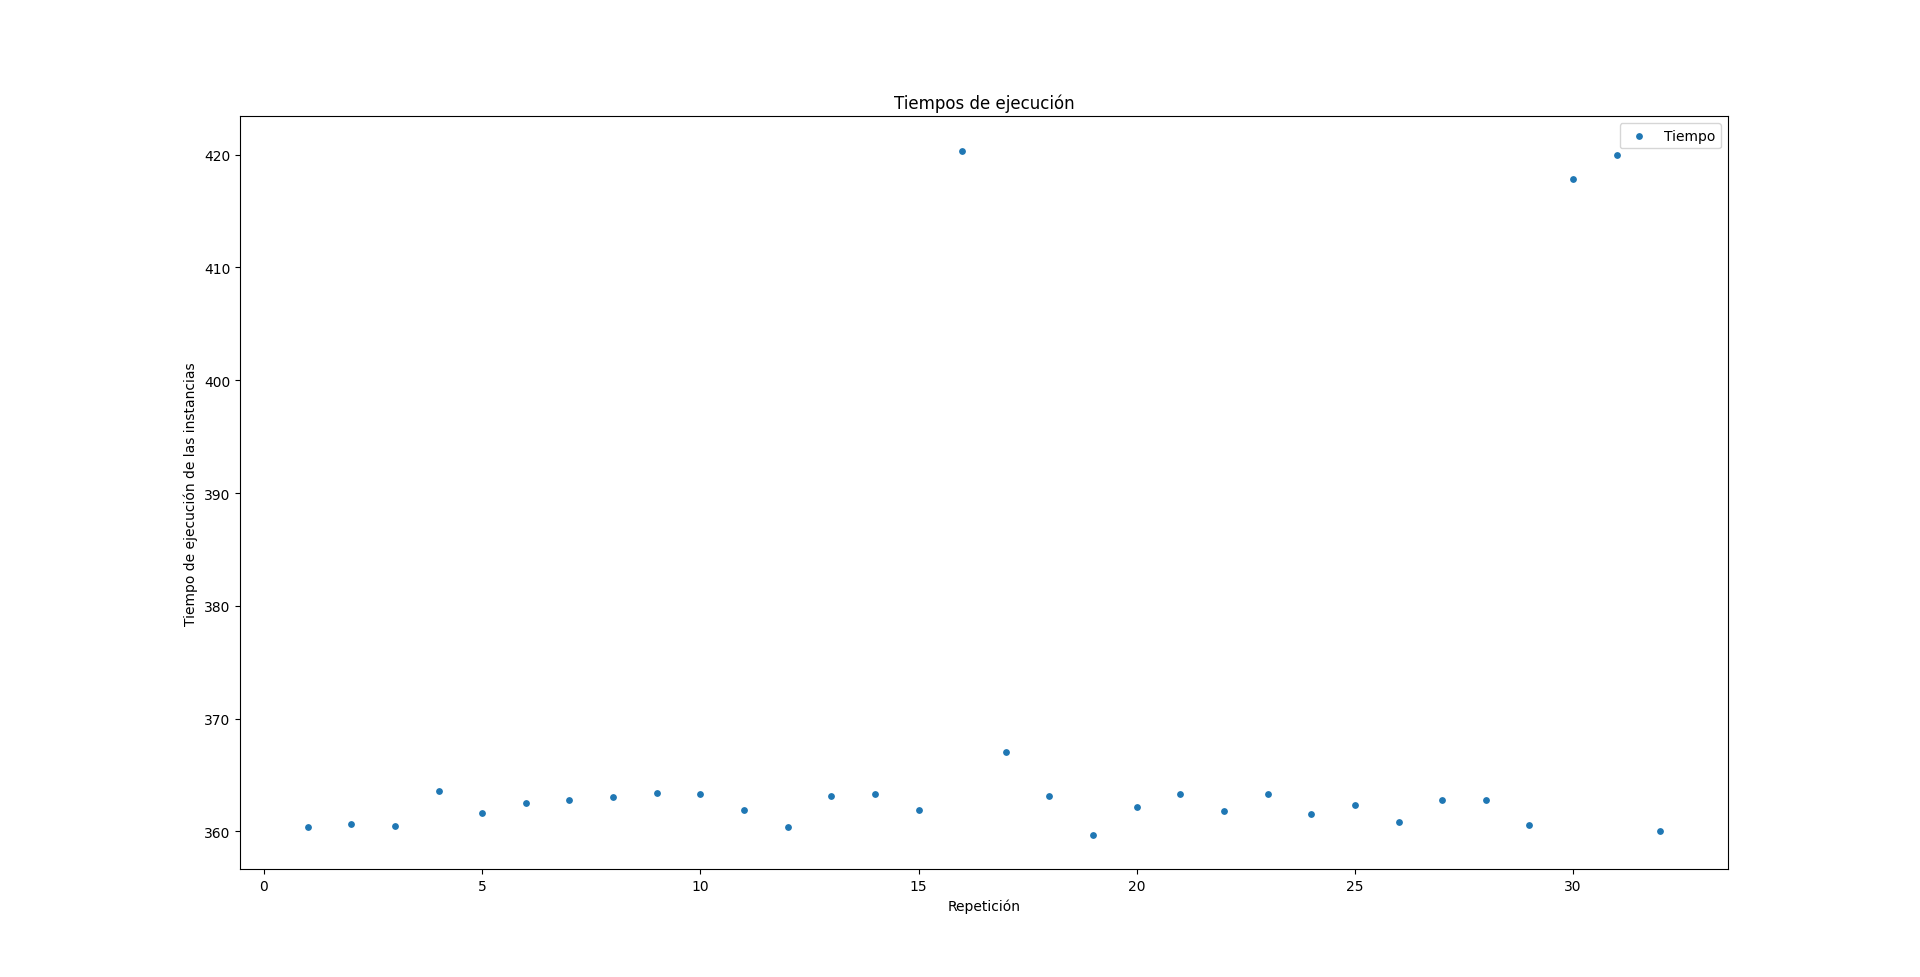 Tiempos de ejecución
Tiempo
420
410
400
390
380
370
360
Tiempo de ejecución de las instancias
0 5 10 15 20 25 30
Repetición